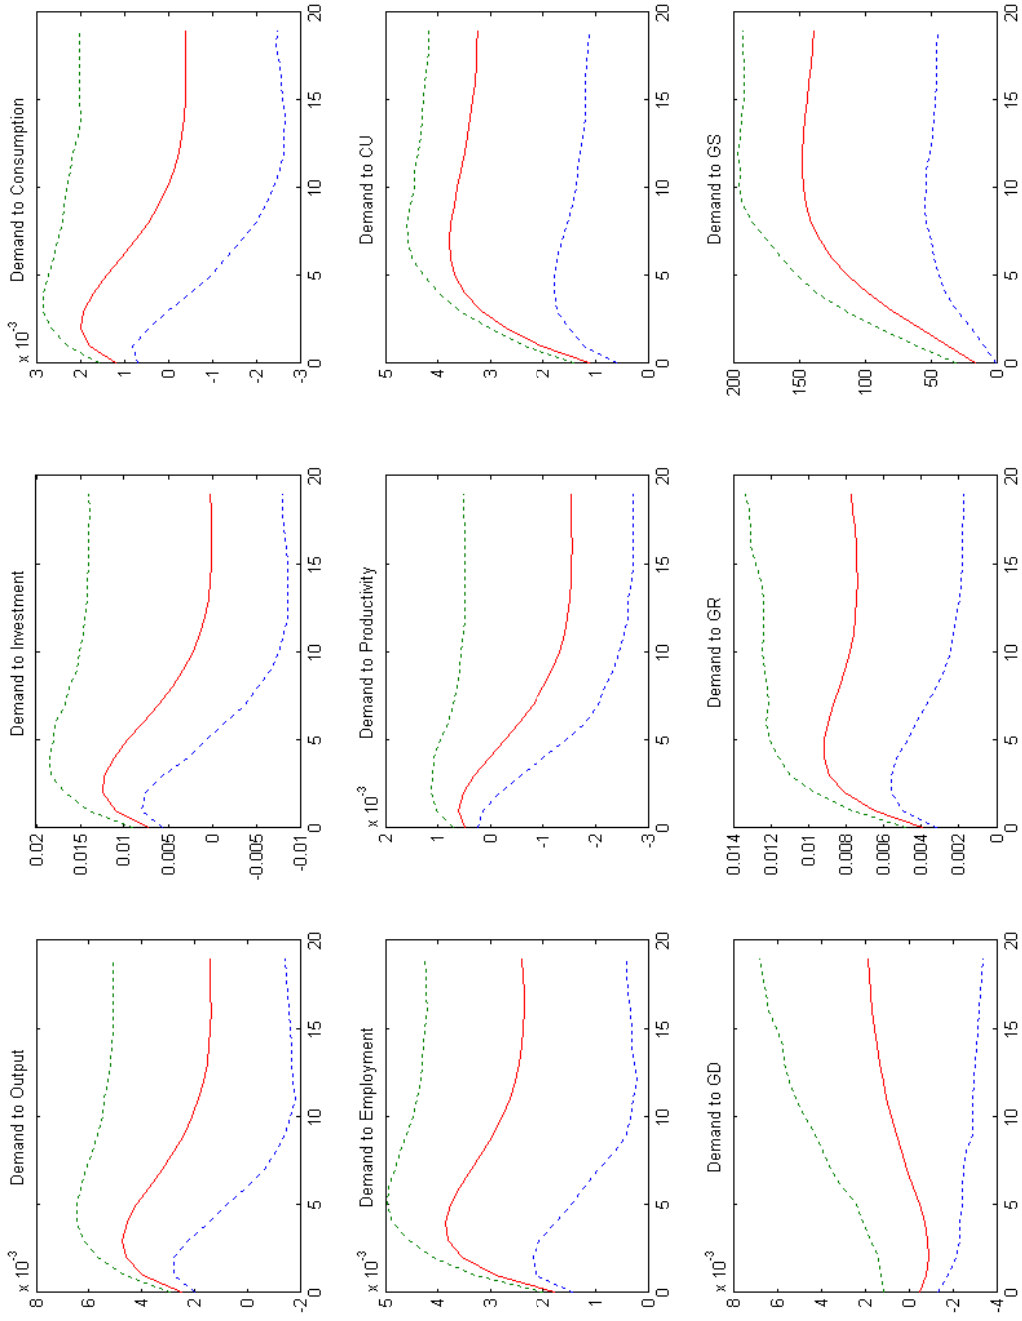 Demand to Output
x 10⁻³
8
6
4
2
0
-2
0 5 10 15 20
Demand to Investment
0.02
0.015
0.01
0.005
0
-0.005
-0.01
0 5 10 15 20
Demand to Consumption
x 10⁻³
3
2
1
0
-1
-2
-3
0 5 10 15 20
Demand to Employment
x 10⁻³
5
4
3
2
1
0
0 5 10 15 20
Demand to Productivity
x 10⁻³
2
1
0
-1
-2
-3
0 5 10 15 20
Demand to CU
5
4
3
2
1
0
0 5 10 15 20
Demand to GD
x 10⁻³
8
6
4
2
0
-2
-4
0 5 10 15 20
Demand to GR
0.014
0.012
0.01
0.008
0.006
0.004
0.002
0
0 5 10 15 20
Demand to GS
200
150
100
50
0
0 5 10 15 20